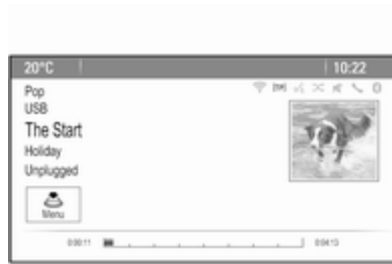 20°C 10:22
Pop
USB
The Start
Holiday
Unplugged
Menu
0:00:11 0:04:13